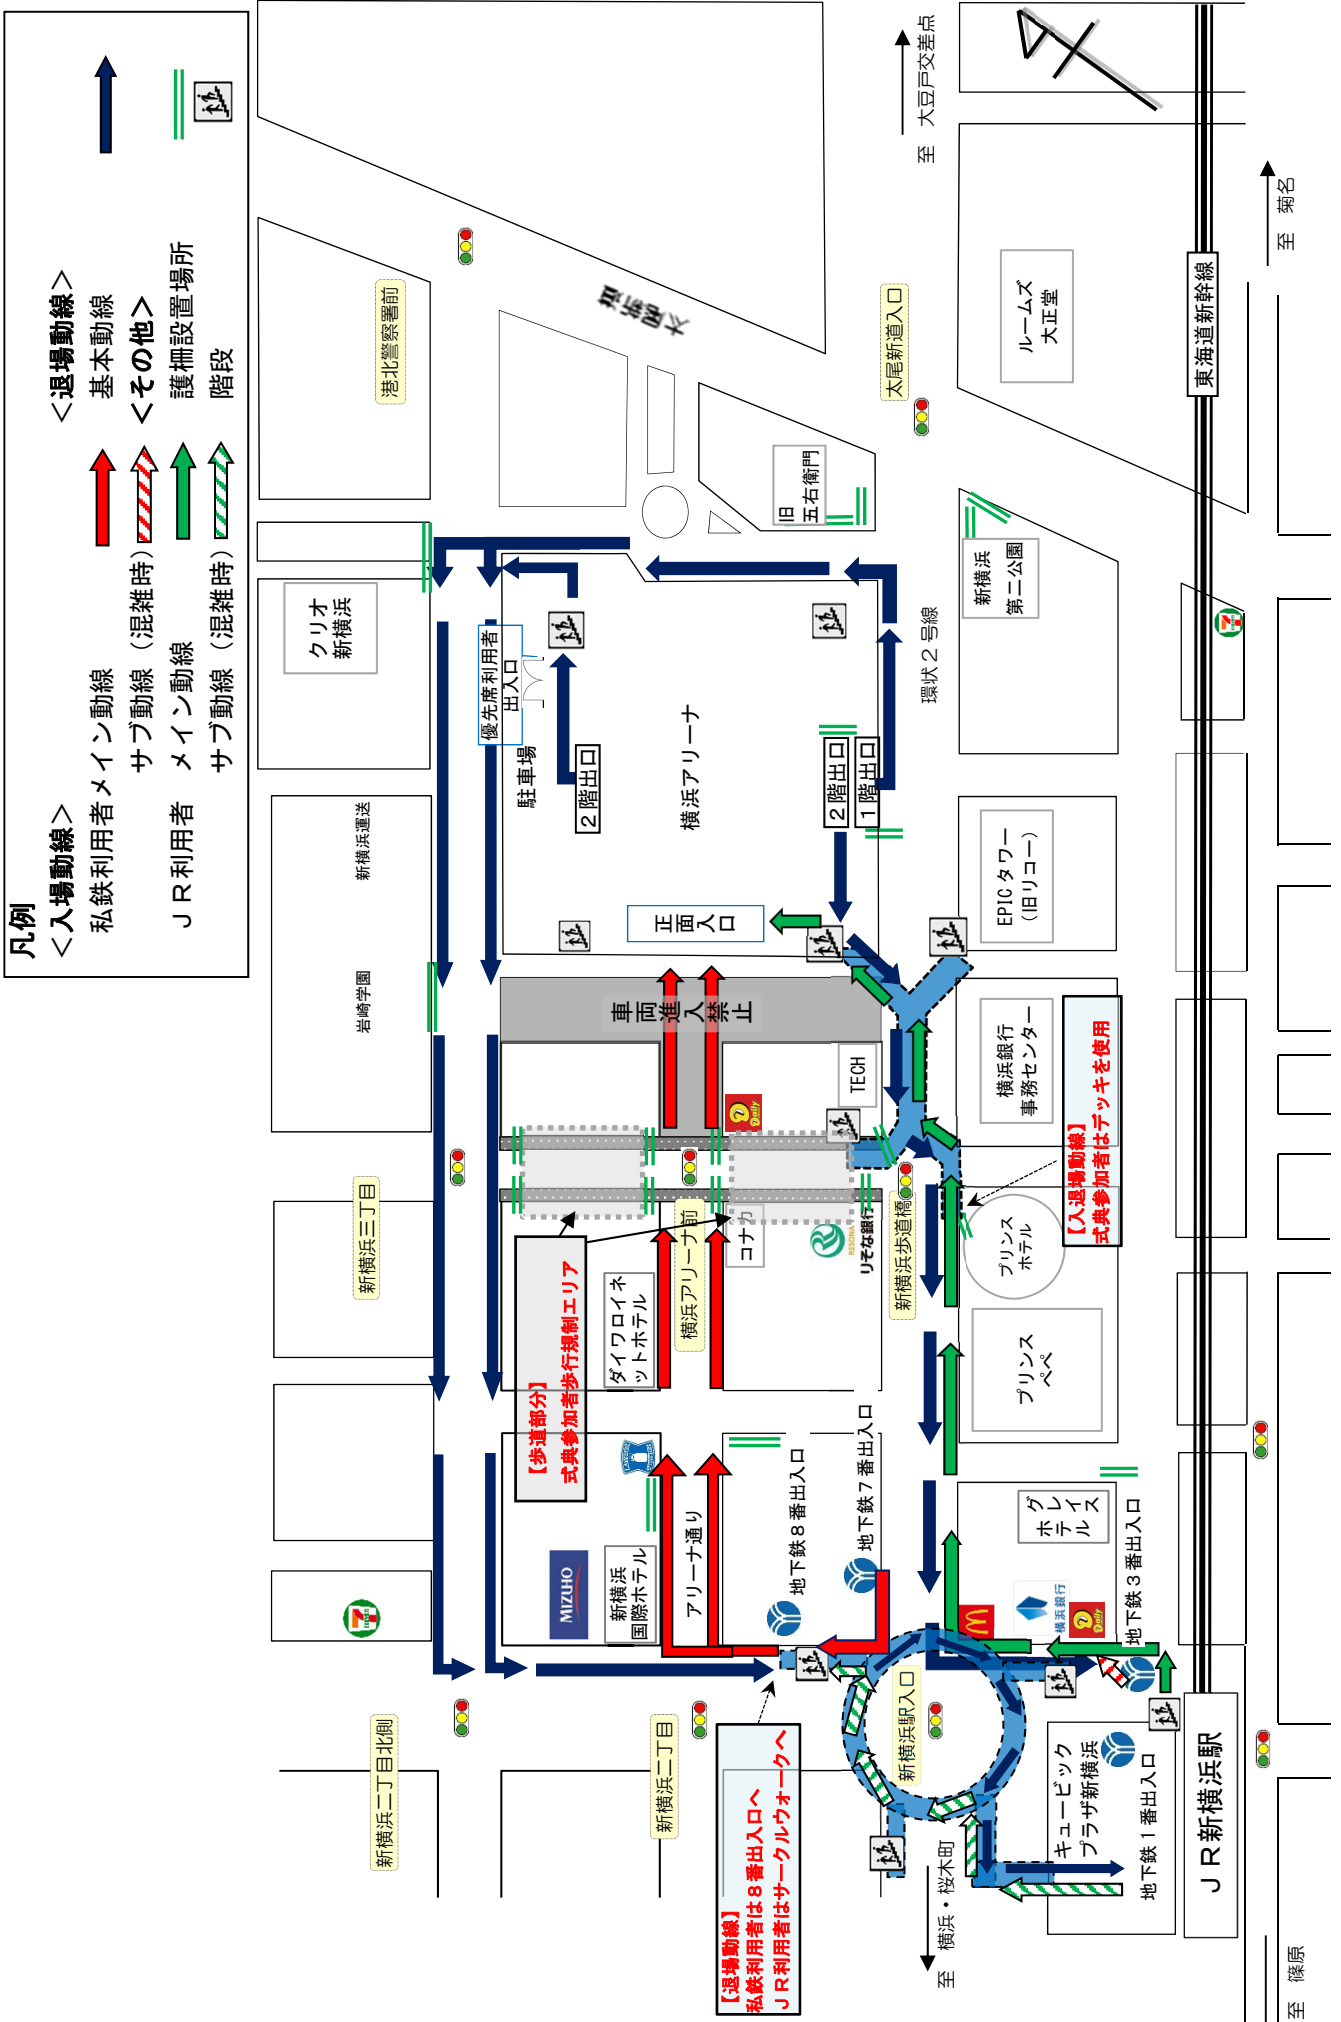 凡例
＜入場動線＞
私鉄利用者メイン動線
サブ動線（混雑時）
ＪＲ利用者 メイン動線
サブ動線（混雑時）
＜退場動線＞
基本動線
＜その他＞
護柵設置場所
階段
新横浜二丁目北側
新横浜三丁目
岩崎学園
新横浜運送
クリオ
新横浜
港北警察署前
太尾新道
新横浜二丁目
MIZUHO
新横浜
国際ホテル
LAWSON
アリーナ通り
【歩道部分】
式典参加者歩行規制エリア
ダイワロイネ
ットホテル
横浜アリーナ前
コナカ
RESONA
りそな銀行
Daily
TECH
車両進入禁止
正面入口
駐車場
優先席利用者
出入口
２階出口
横浜アリーナ
２階出口
１階出口
旧
五右衛門
太尾新道入口
至 大豆戸交差点
環状２号線
【退場動線】
私鉄利用者は８番出入口へ
ＪＲ利用者はサークルウォークへ
地下鉄８番出入口
地下鉄７番出入口
新横浜駅入口
新横浜歩道橋
至 横浜・桜木町
キュービック
プラザ新横浜
地下鉄１番出入口
地下鉄３番出入口
横浜銀行
Daily
グレイス
ホテル
プリンス
ペペ
プリンス
ホテル
【入退場動線】
式典参加者はデッキを使用
横浜銀行
事務センター
EPIC タワー
（旧リコー）
新横浜
第二公園
ルームズ
大正堂
ＪＲ新横浜駅
東海道新幹線
至 篠原
至 菊名